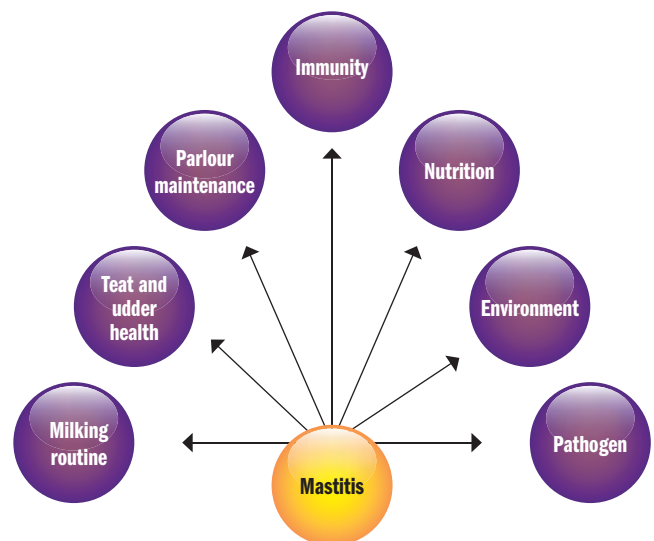 Immunity
Parlour
maintenance
Nutrition
Teat and
udder
health
Environment
Milking
routine
Pathogen
Mastitis